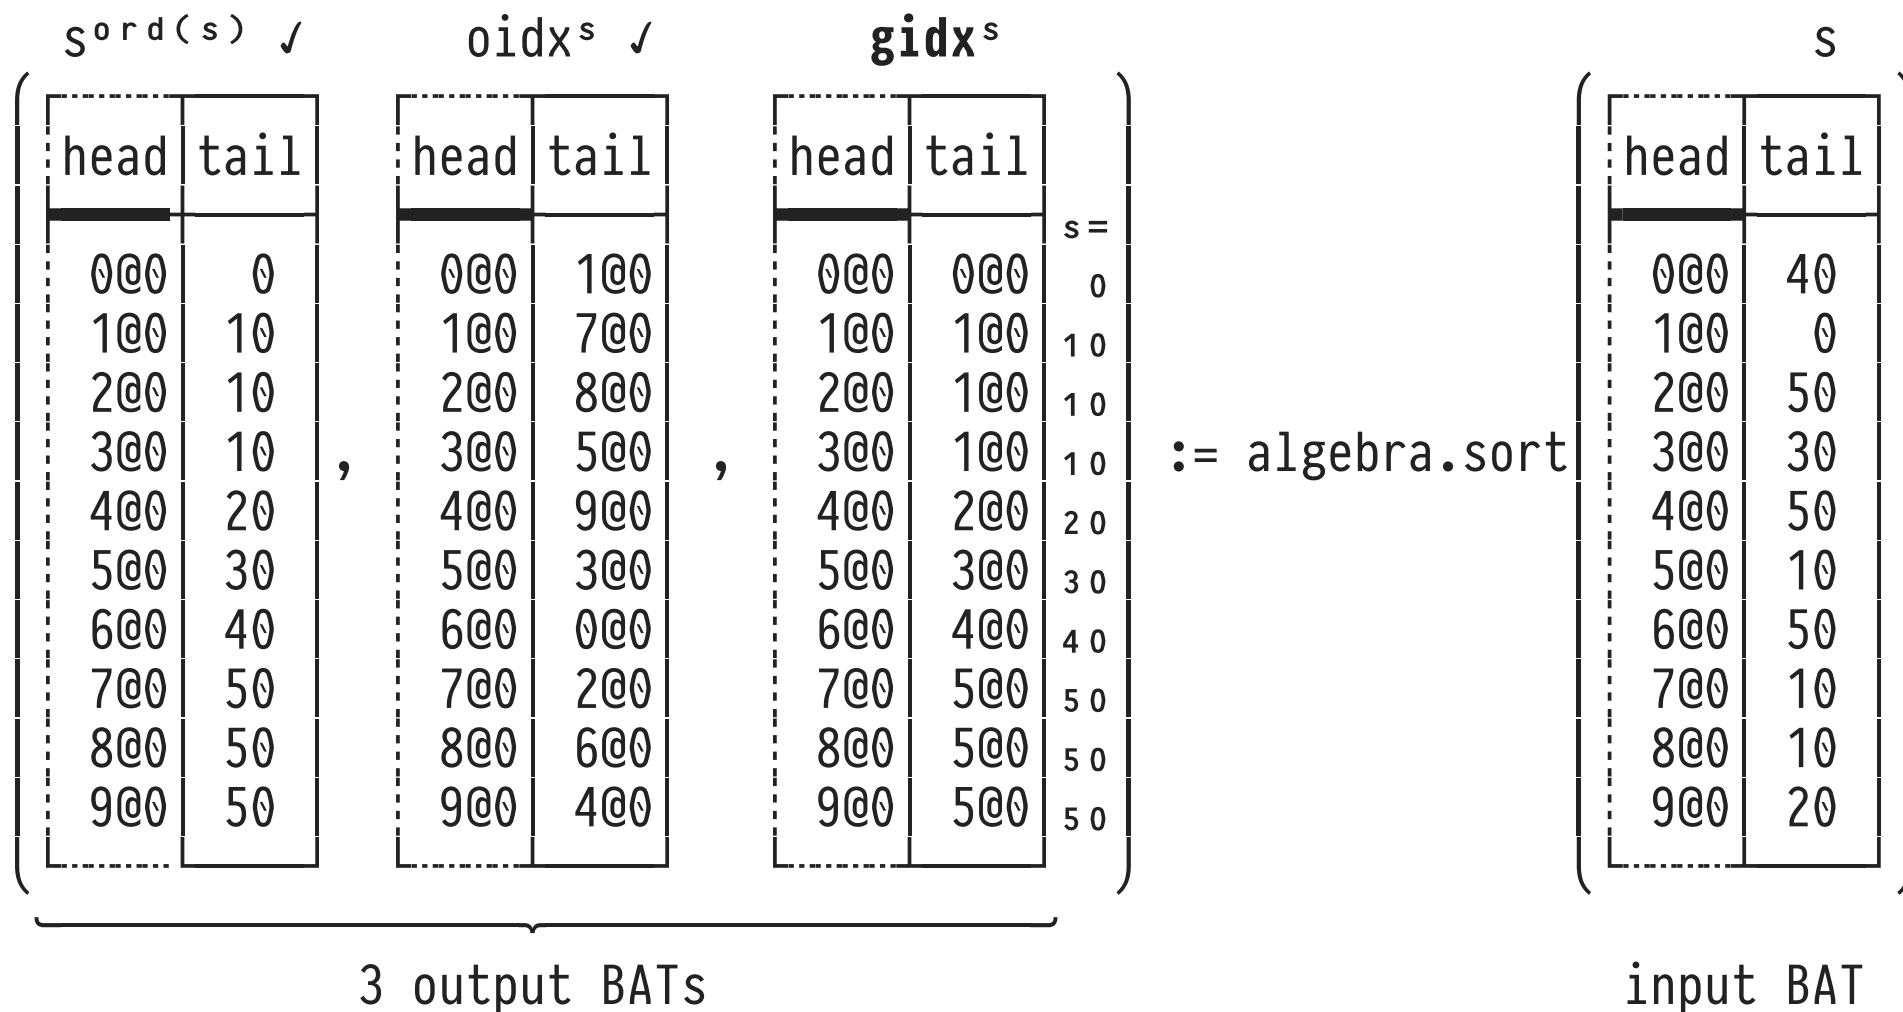 sᵒʳᵈ⁽ˢ⁾ ✓ oidxˢ ✓ gidxˢ s
head tail head tail head tail head tail
s=
0@0 0 0@0 1@0 0@0 0@0 0 0@0 40
1@0 10 1@0 7@0 1@0 1@0 10 1@0 0
2@0 10 2@0 8@0 2@0 1@0 10 2@0 50
3@0 10 , 3@0 5@0 , 3@0 1@0 10 := algebra.sort 3@0 30
4@0 20 4@0 9@0 4@0 2@0 20 4@0 50
5@0 30 5@0 3@0 5@0 3@0 30 5@0 10
6@0 40 6@0 0@0 6@0 4@0 40 6@0 50
7@0 50 7@0 2@0 7@0 5@0 50 7@0 10
8@0 50 8@0 6@0 8@0 5@0 50 8@0 10
9@0 50 9@0 4@0 9@0 5@0 50 9@0 20
3 output BATs input BAT